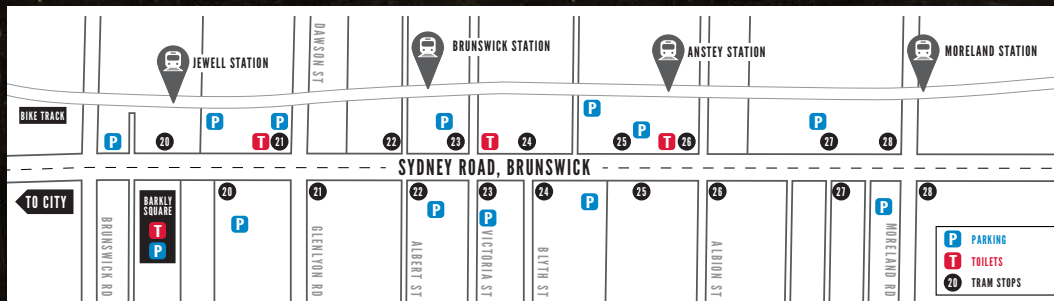 DAWSON ST
JEWELL STATION
BRUNSWICK STATION
ANSTEY STATION
MORELAND STATION
BIKE TRACK
P
20
P
T
21
P
22
P
23
T
24
P
25
P
T
26
P
27
28
SYDNEY ROAD, BRUNSWICK
TO CITY
BRUNSWICK RD
BARKLY
SQUARE
T
P
20
P
21
GLENLYON RD
22
P
ALBERT ST
23
P
VICTORIA ST
24
BLYTH ST
P
25
26
ALBION ST
27
P
MORELAND RD
28
P PARKING
T TOILETS
20 TRAM STOPS